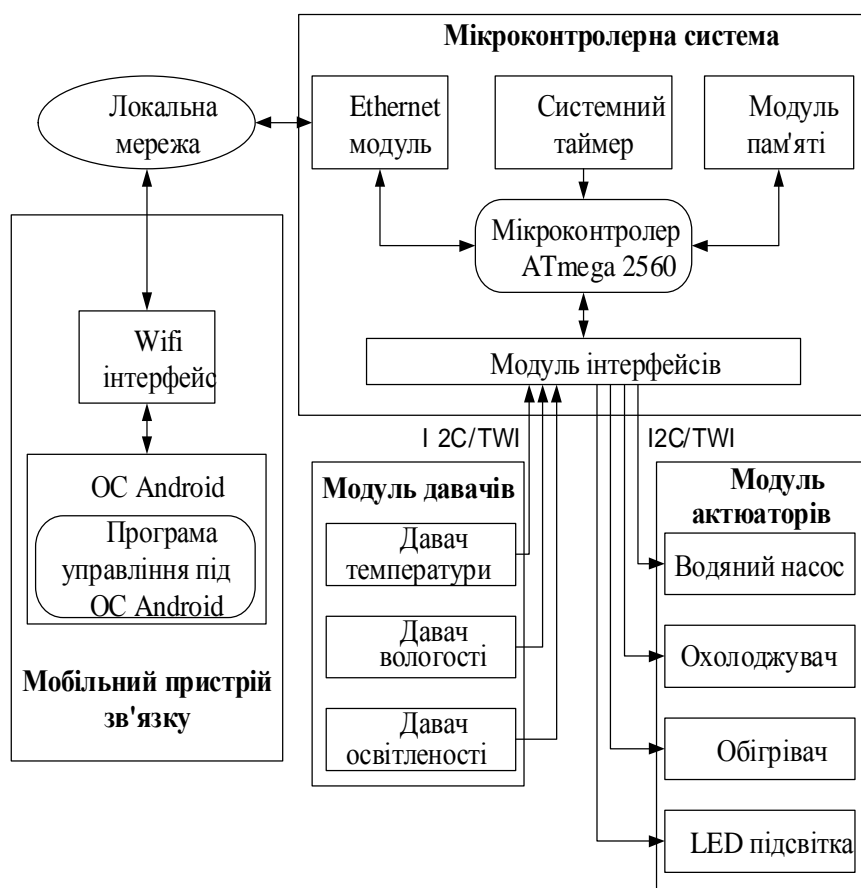 Мікроконтролерна система
Локальна
мережа
Ethernet
модуль
Системний
таймер
Модуль
пам'яті
Мікроконтролер
ATmega 2560
Wifi
інтерфейс
Модуль інтерфейсів
I 2C/TWI
I2C/TWI
ОС Android
Програма
управління під
ОС Android
Мобільний пристрій
зв'язку
Модуль давачів
Давач
температури
Давач
вологості
Давач
освітленості
Модуль
актюаторів
Водяний насос
Охолоджувач
Обігрівач
LED підсвітка